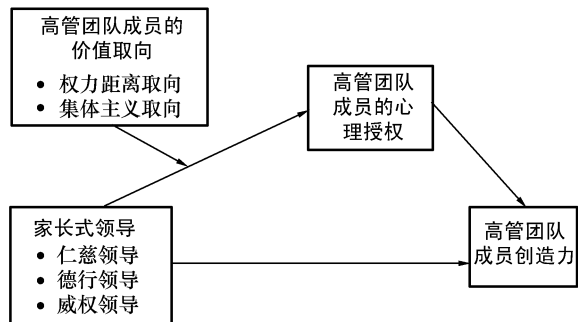 高管团队成员的
价值取向
• 权力距离取向
• 集体主义取向
高管团队
成员的心
理授权
家长式领导
• 仁慈领导
• 德行领导
• 威权领导
高管团队
成员创造力